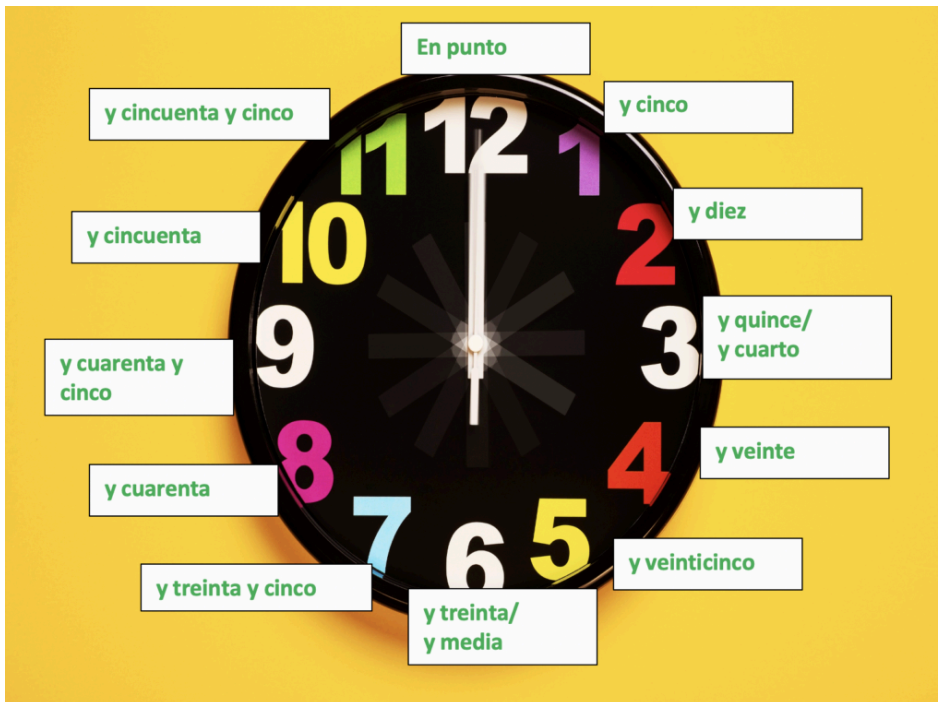 En punto
y cinco
y diez
y quince/
y cuarto
y veinte
y veinticinco
y treinta/
y media
y treinta y cinco
y cuarenta
y cuarenta y
cinco
y cincuenta
y cincuenta y cinco
12
1
2
3
4
5
6
7
8
9
10
11